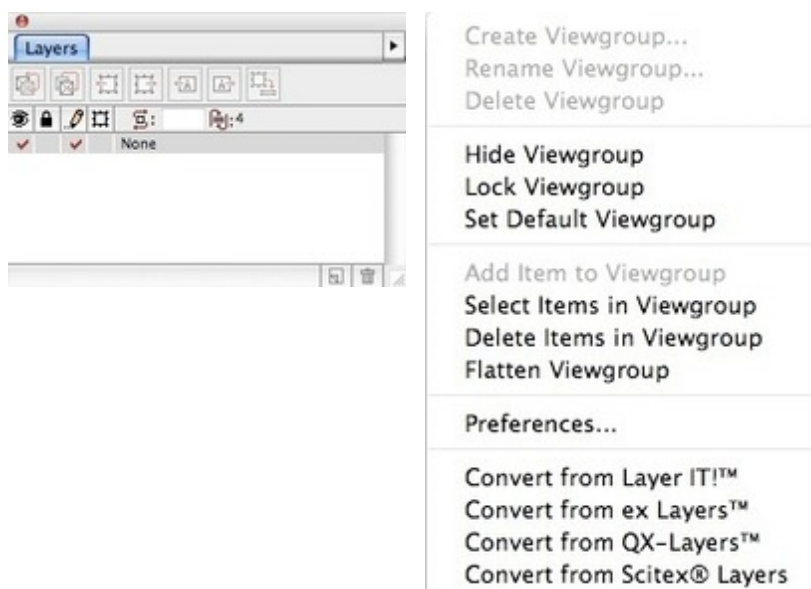 Layers
:4
None
Create Viewgroup...
Rename Viewgroup...
Delete Viewgroup
Hide Viewgroup
Lock Viewgroup
Set Default Viewgroup
Add Item to Viewgroup
Select Items in Viewgroup
Delete Items in Viewgroup
Flatten Viewgroup
Preferences...
Convert from Layer IT!™
Convert from ex Layers™
Convert from QX-Layers™
Convert from Scitex® Layers